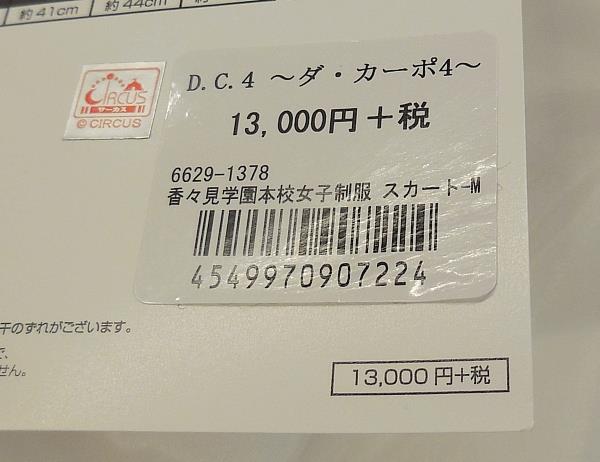 約41cm 約44cm
D.C.4 ～ダ・カーポ4～
13,000円＋税
CIRCUS
サーカス
© CIRCUS
6629-1378
香々見学園本校女子制服 スカート-M
4549970907224
干のずれがございます。
で、
せん。
13,000円+税